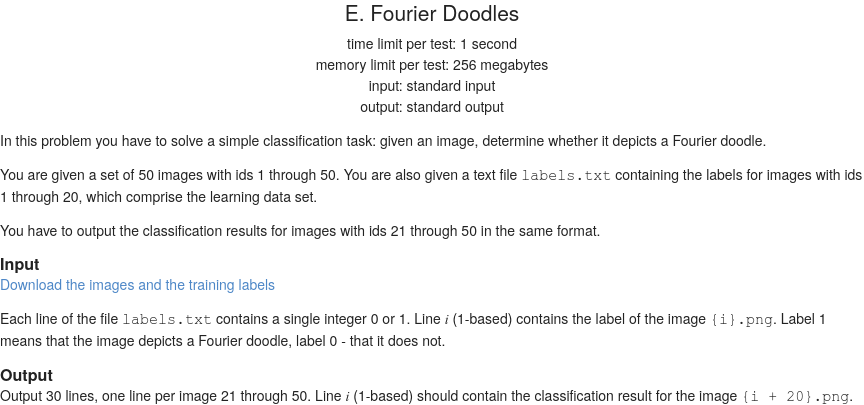 E. Fourier Doodles
time limit per test: 1 second
memory limit per test: 256 megabytes
input: standard input
output: standard output
In this problem you have to solve a simple classification task: given an image, determine whether it depicts a Fourier doodle.
You are given a set of 50 images with ids 1 through 50. You are also given a text file labels.txt containing the labels for images with ids
1 through 20, which comprise the learning data set.
You have to output the classification results for images with ids 21 through 50 in the same format.
Input
Download the images and the training labels
Each line of the file labels.txt contains a single integer 0 or 1. Line i (1-based) contains the label of the image {i}.png. Label 1
means that the image depicts a Fourier doodle, label 0 - that it does not.
Output
Output 30 lines, one line per image 21 through 50. Line i (1-based) should contain the classification result for the image {i + 20}.png.